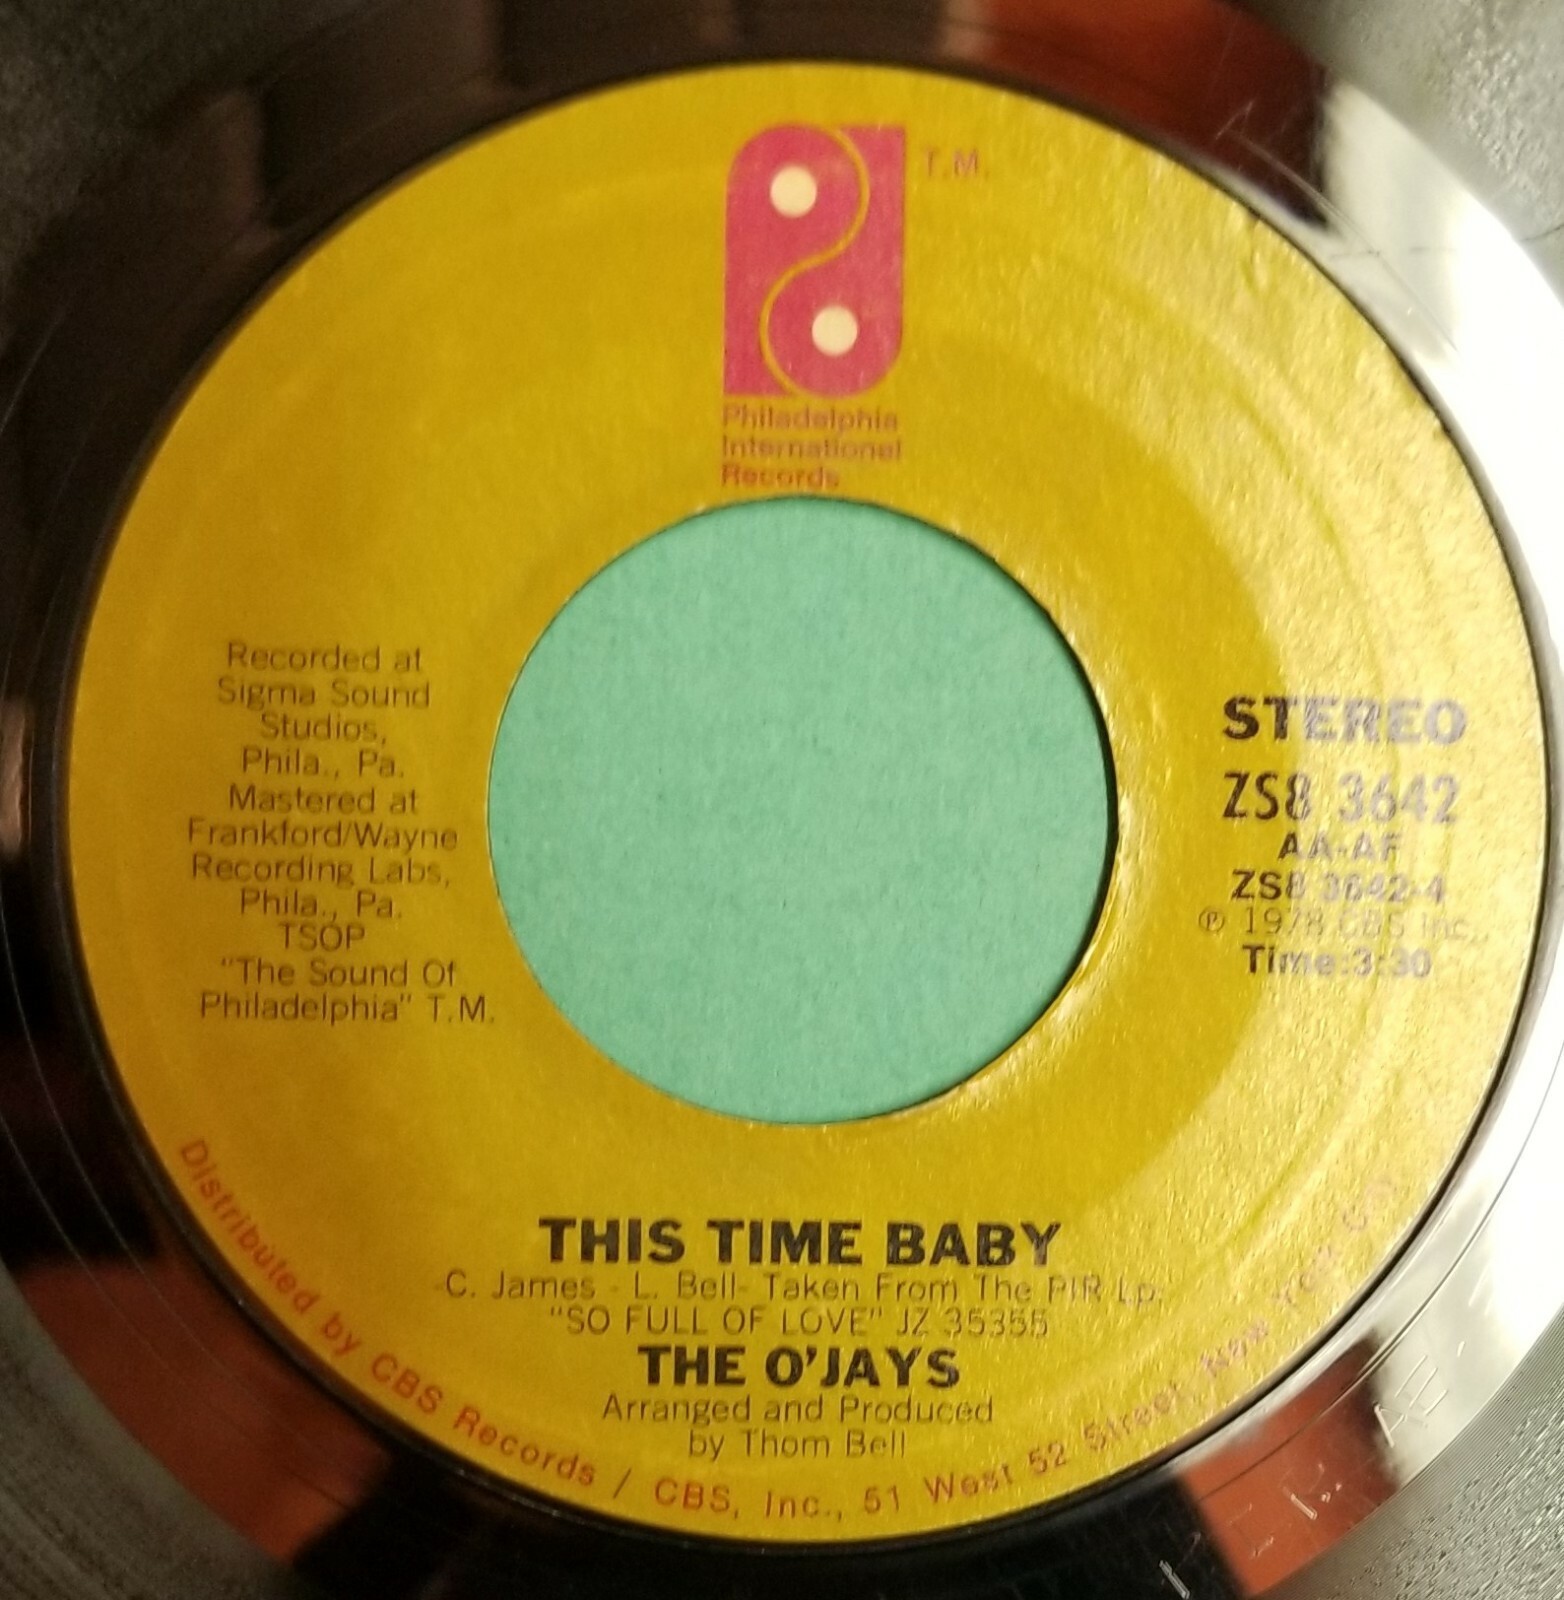 T.M.
Philadelphia
International
Records
Recorded at
Sigma Sound
Studios,
Phila., Pa.
Mastered at
Frankford/Wayne
Recording Labs,
Phila., Pa.
TSOP
"The Sound Of
Philadelphia" T.M.
STEREO
ZS8 3642
AA-AF
ZS8 3642-4
℗ 1978 CBS Inc.
Time:3:30
THIS TIME BABY
C. James - L. Bell- Taken From The PIR Lp.
"SO FULL OF LOVE" JZ 35355
THE O'JAYS
Arranged and Produced
by Thom Bell
Distributed by CBS Records / CBS, Inc., 51 West 52 Street, New York City